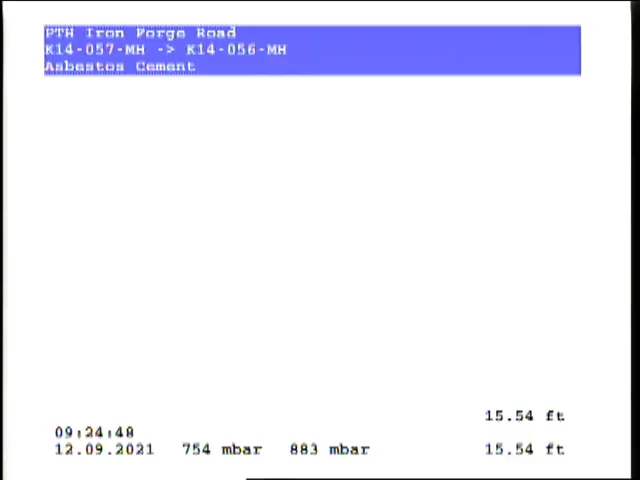 PTW Iron Forge Road
K14-057-MH -> K14-056-MH
Asbestos Cement
15.54 ft
09:24:48
12.09.2021 754 mbar 883 mbar 15.54 ft